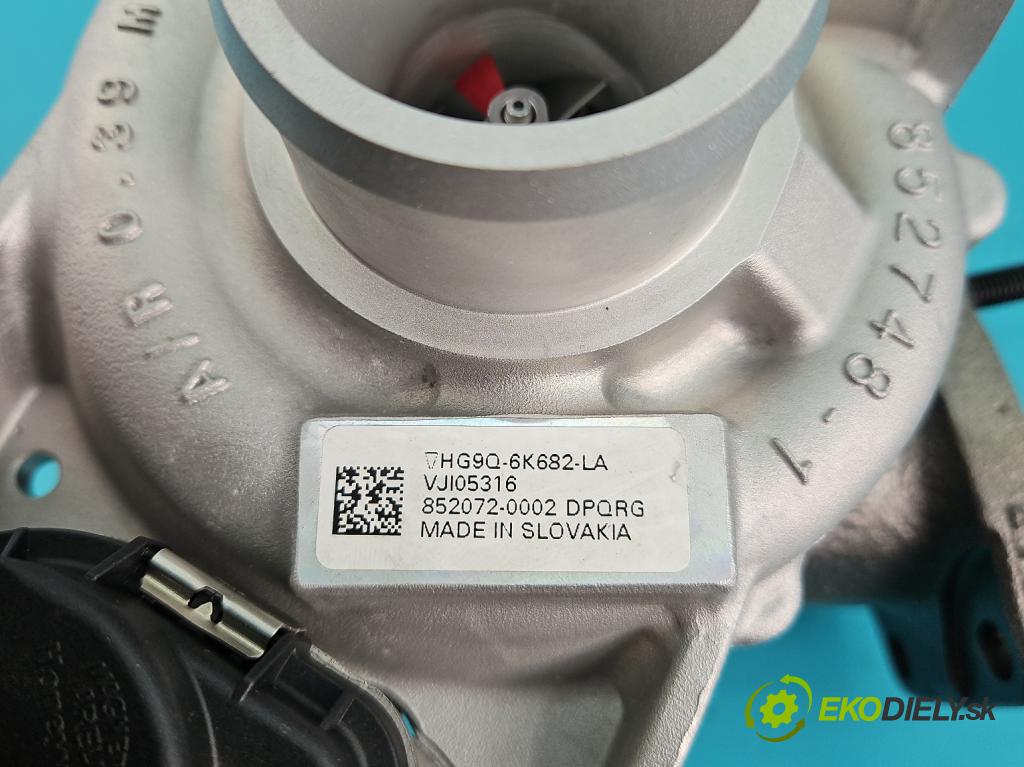 A/R 0.39 M
852748-1
▽HG9Q-6K682-LA
VJI05316
852072-0002 DPQRG
MADE IN SLOVAKIA
EKODIELY.sk